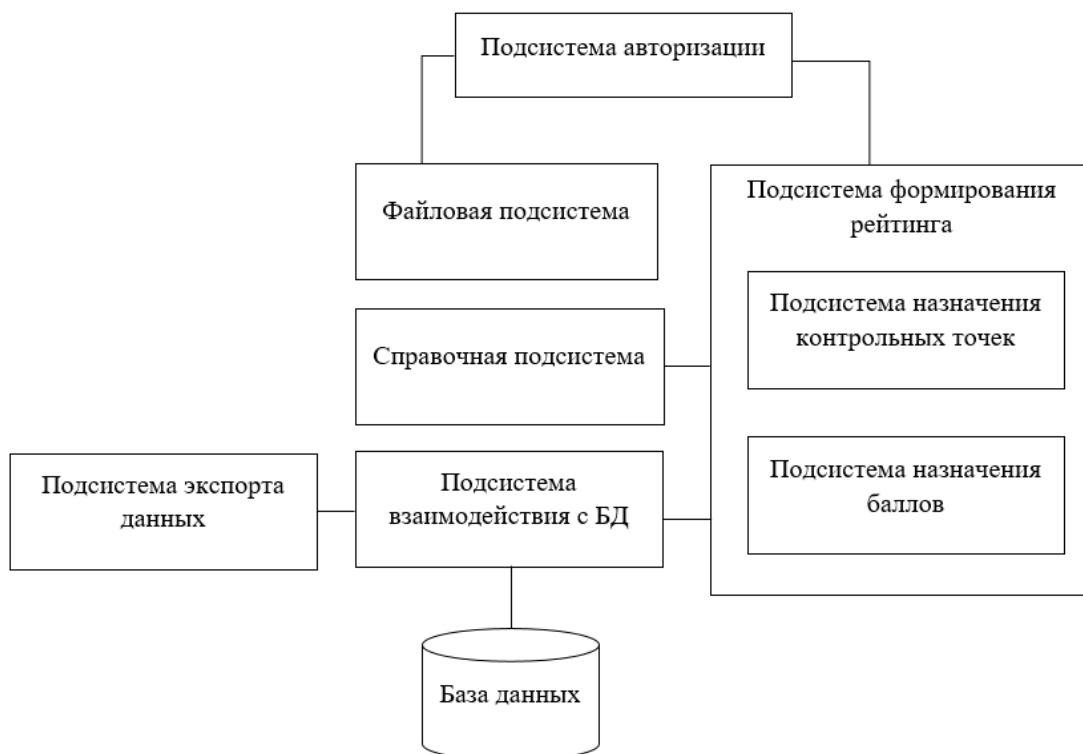 Подсистема авторизации
Файловая подсистема
Подсистема формирования
рейтинга
Подсистема назначения
контрольных точек
Справочная подсистема
Подсистема экспорта
данных
Подсистема
взаимодействия с БД
Подсистема назначения
баллов
База данных